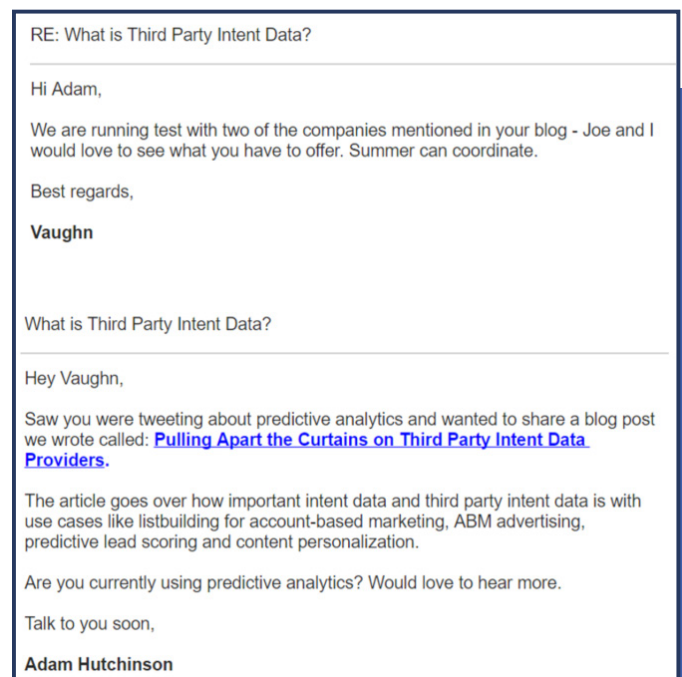 RE: What is Third Party Intent Data?
Hi Adam,
We are running test with two of the companies mentioned in your blog - Joe and I
would love to see what you have to offer. Summer can coordinate.
Best regards,
Vaughn
What is Third Party Intent Data?
Hey Vaughn,
Saw you were tweeting about predictive analytics and wanted to share a blog post
we wrote called: Pulling Apart the Curtains on Third Party Intent Data
Providers.
The article goes over how important intent data and third party intent data is with
use cases like listbuilding for account-based marketing, ABM advertising,
predictive lead scoring and content personalization.
Are you currently using predictive analytics? Would love to hear more.
Talk to you soon,
Adam Hutchinson